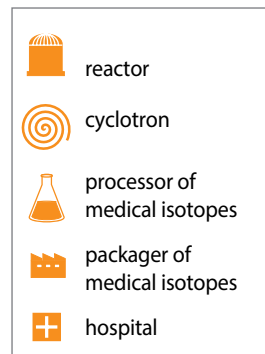 reactor
cyclotron
processor of
medical isotopes
packager of
medical isotopes
hospital